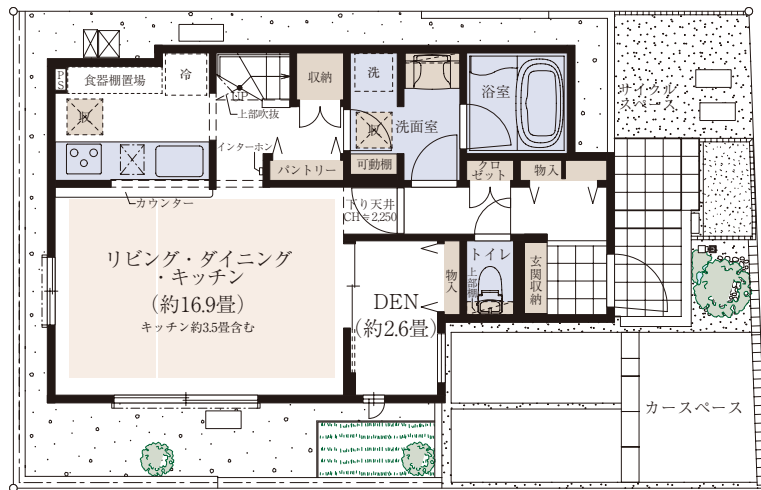 PS
食器棚置場
冷
UP
上部吹抜
収納
洗
浴室
サイクル
スペース
収
収
洗面室
インターホン
パントリー
可動棚
クロ
ゼット
物入
カウンター
下り天井
CH≒2,250
リビング・ダイニング
・キッチン
（約16.9畳）
キッチン約3.5畳含む
DEN
（約2.6畳）
物入
トイレ
上部棚
玄関収納
カースペース